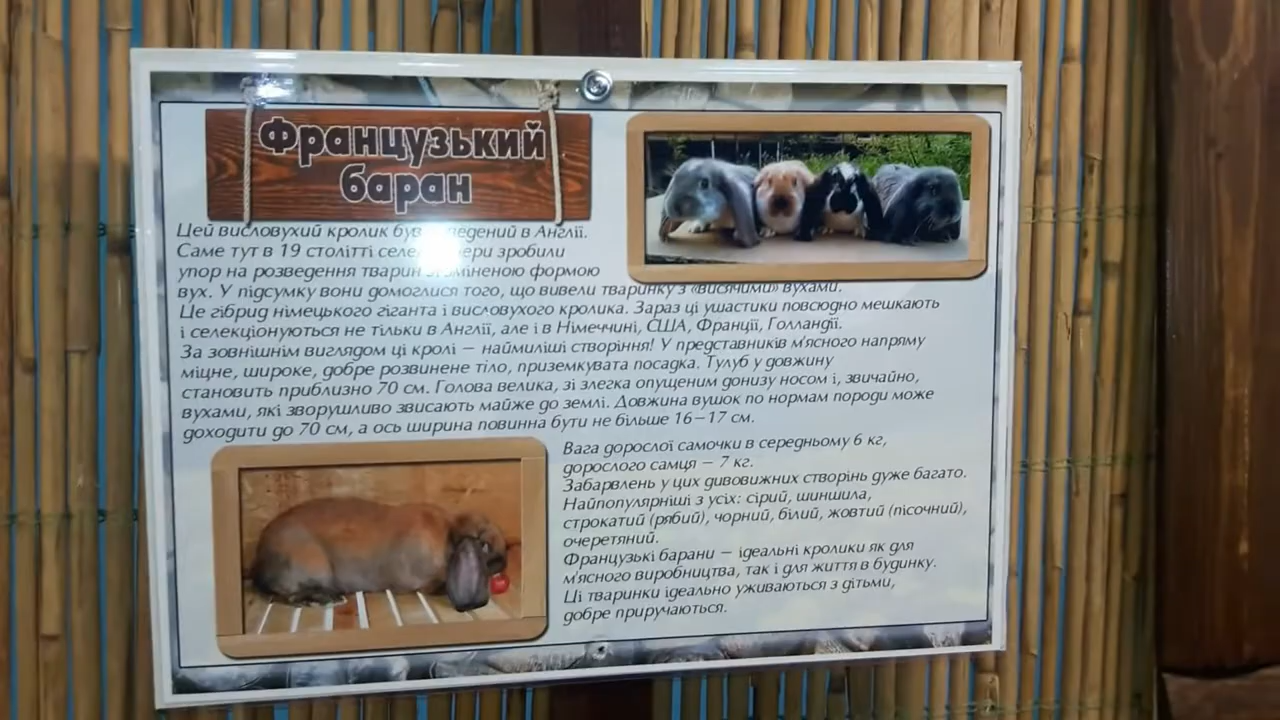 Французький
баран
Цей висловухий кролик був ведений в Англії.
Саме тут в 19 столітті зробили
упор на розведення тварин зміненою формою
вух. У підсумку вони домоглися того, що вивели тваринку з «висячими» вухами.
Це гібрид німецького гіганта і висловухого кролика. Зараз ці ушастики повсюдно мешкають
і селекціонуються не тільки в Англії, але і в Німеччині, США, Франції, Голландії.
За зовнішнім виглядом ці кролі – наймиліші створіння! У представників м'ясного напряму
міцне, широке, добре розвинене тіло, приземкувата посадка. Тулуб у довжину
становить приблизно 70 см. Голова велика, зі злегка опущеним донизу носом і, звичайно,
вухами, які зворушливо звисають майже до землі. Довжина вушок по нормам породи може
доходити до 70 см, а ось ширина повинна бути не більше 16–17 см.
Вага дорослої самочки в середньому 6 кг,
дорослого самця – 7 кг.
Забарвлень у цих дивовижних створінь дуже багато.
Найпопулярніші з усіх: сірий, шиншила,
строкатий (рябий), чорний, білий, жовтий (пісочний),
очеретяний.
Французькі барани – ідеальні кролики як для
м'ясного виробництва, так і для життя в будинку.
Ці тваринки ідеально уживаються з дітьми,
добре приручаються.